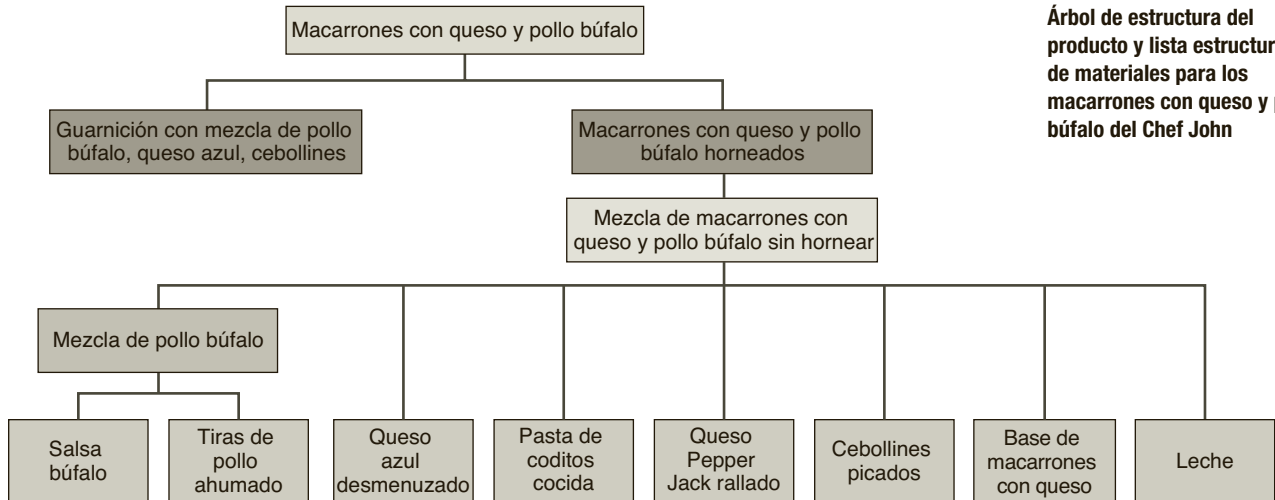 Macarrones con queso y pollo búfalo
Árbol de estructura del
producto y lista estructur
de materiales para los
macarrones con queso y
búfalo del Chef John
Guarnición con mezcla de pollo
búfalo, queso azul, cebollines
Macarrones con queso y pollo
búfalo horneados
Mezcla de macarrones con
queso y pollo búfalo sin hornear
Mezcla de pollo búfalo
Salsa
búfalo
Tiras de
pollo
ahumado
Queso
azul
desmenuzado
Pasta de
coditos
cocida
Queso
Pepper
Jack rallado
Cebollines
picados
Base de
macarrones
con queso
Leche